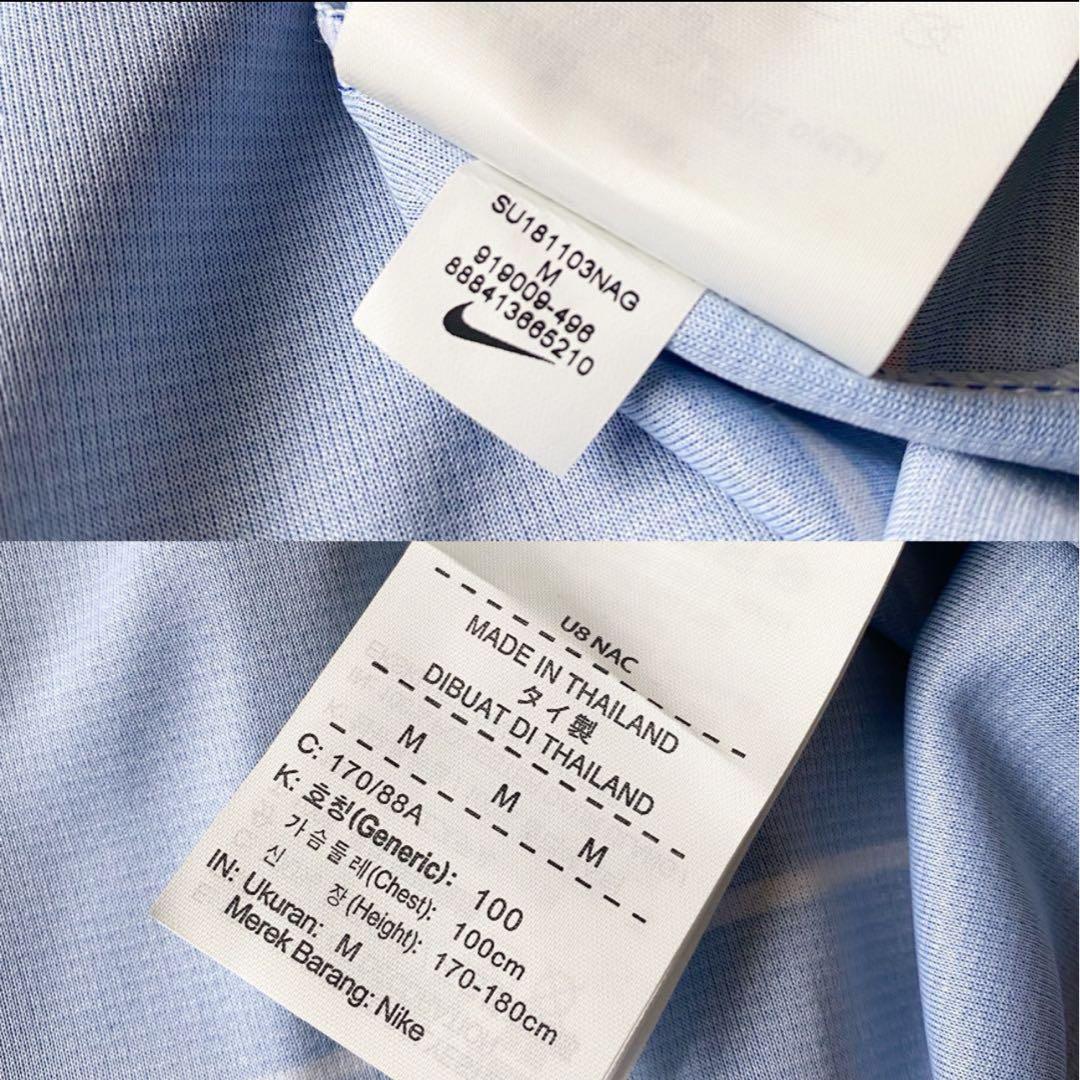 SU181103NAG
M
919009-496
888413665210
U8 NAC
MADE IN THAILAND
タイ製
DIBUAT DI THAILAND
M M M
C: 170/88A
K: 호칭(Generic): 100
가슴둘레(Chest): 100cm
신 장(Height): 170-180cm
IN: Ukuran: M
Merek Barang: Nike